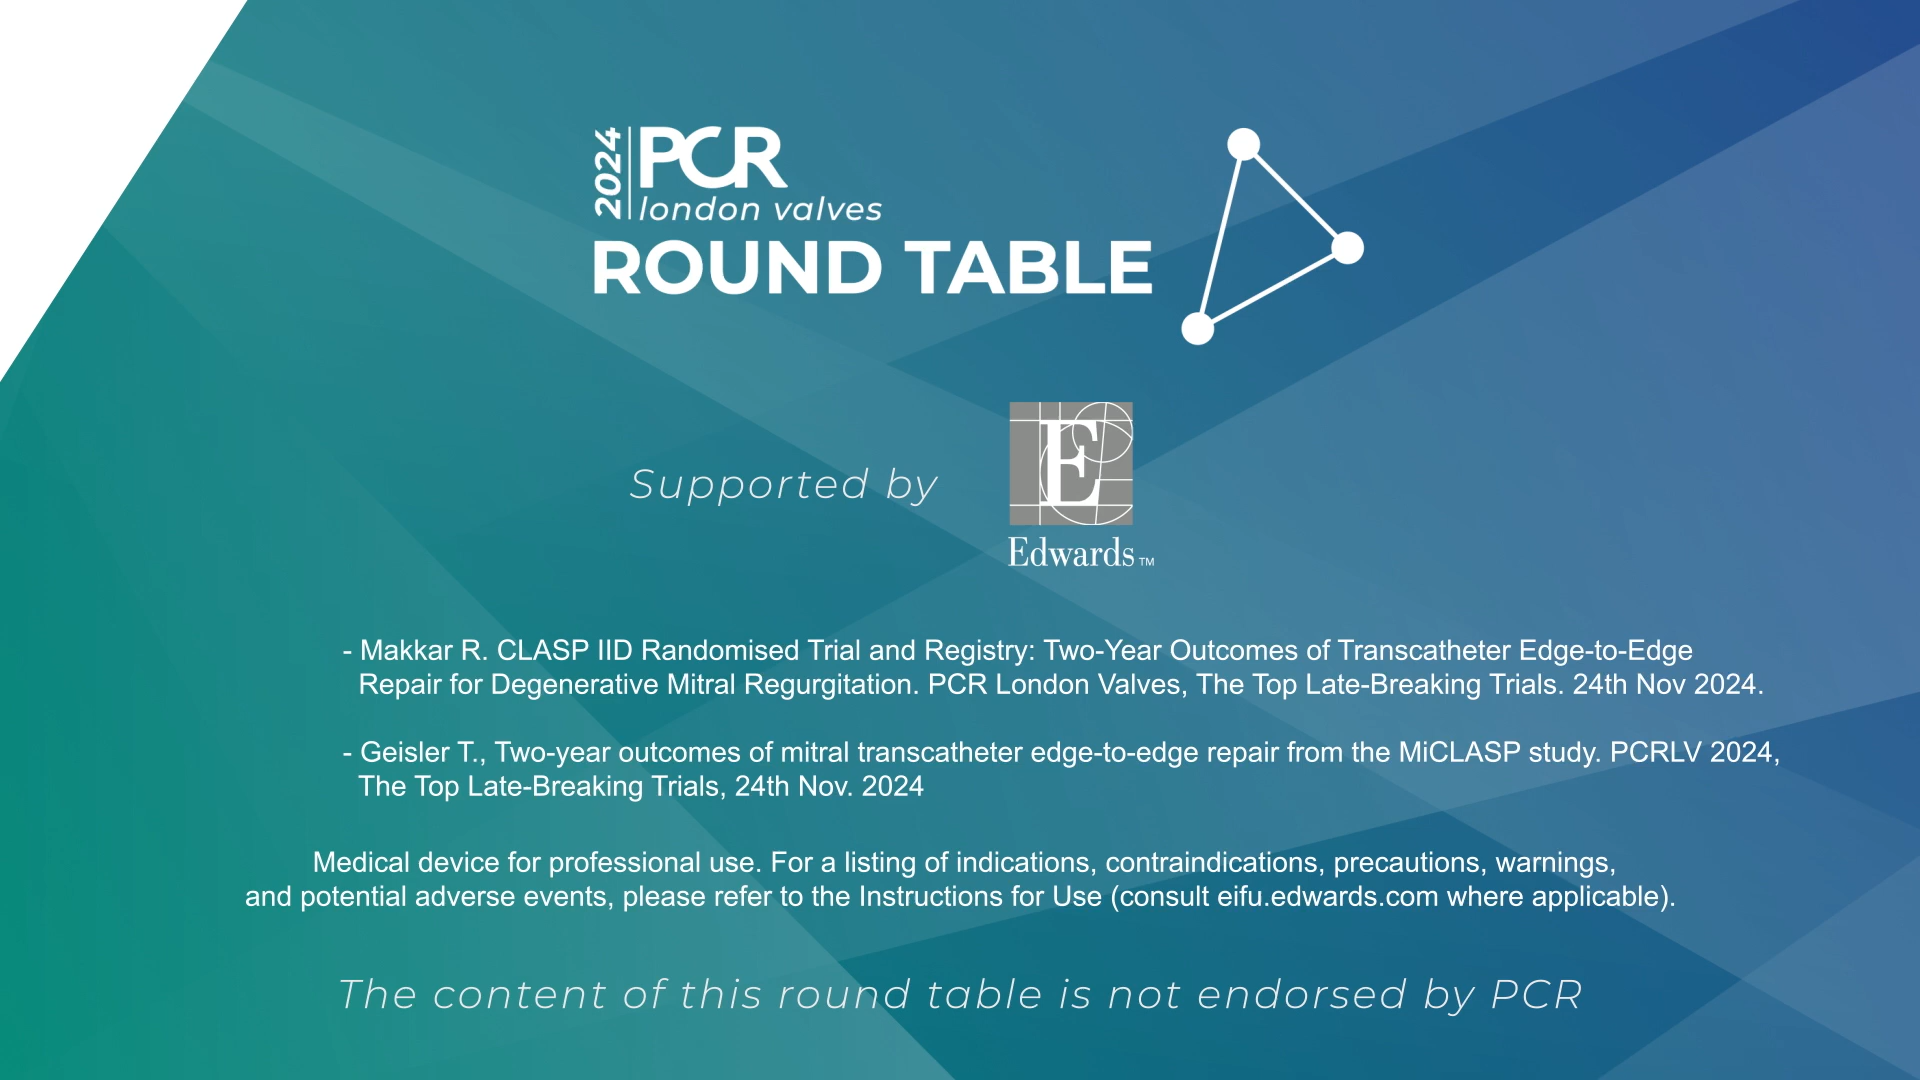 2024
PCR
london valves
ROUND TABLE
Supported by
E
Edwards™
- Makkar R. CLASP IID Randomised Trial and Registry: Two-Year Outcomes of Transcatheter Edge-to-Edge
Repair for Degenerative Mitral Regurgitation. PCR London Valves, The Top Late-Breaking Trials. 24th Nov 2024.
- Geisler T., Two-year outcomes of mitral transcatheter edge-to-edge repair from the MiCLASP study. PCRLV 2024,
The Top Late-Breaking Trials, 24th Nov. 2024
Medical device for professional use. For a listing of indications, contraindications, precautions, warnings,
and potential adverse events, please refer to the Instructions for Use (consult eifu.edwards.com where applicable).
The content of this round table is not endorsed by PCR